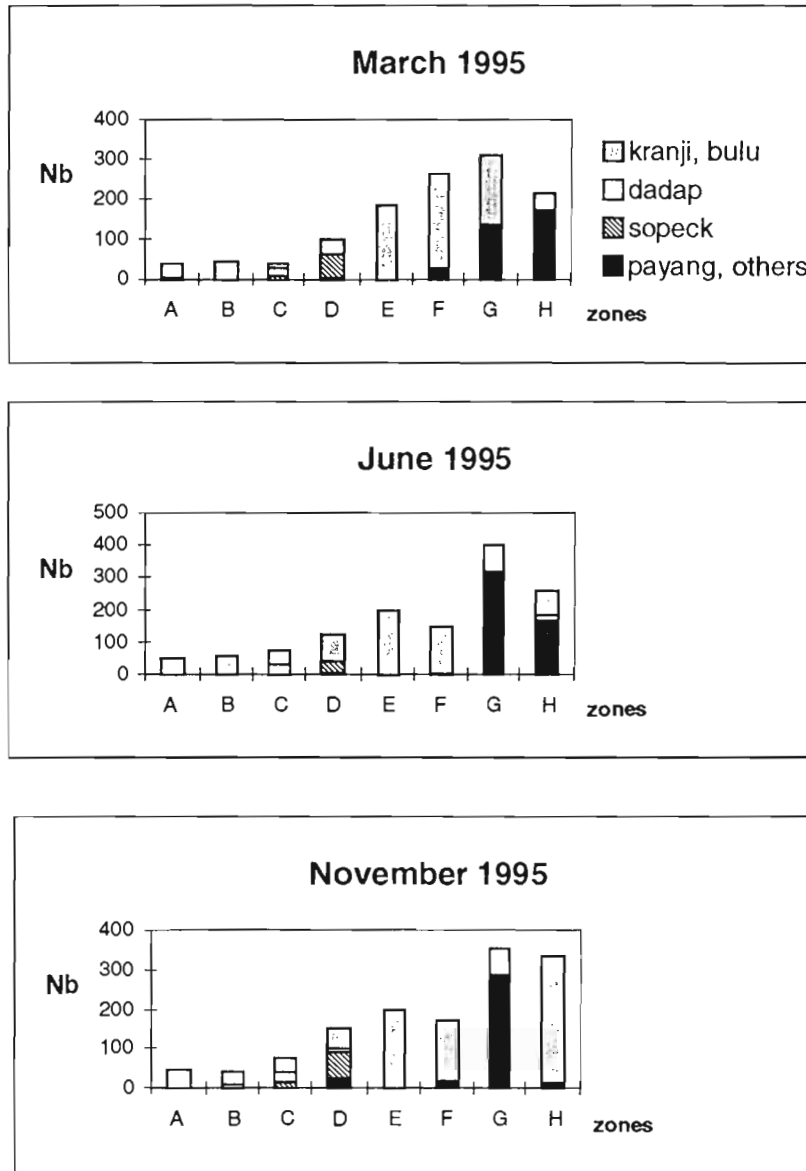 March 1995
400
300
Nb
200
100
0
A B C D E F G H zones
kranji, bulu
dadap
sopeck
payang, others
June 1995
500
400
Nb
300
200
100
0
A B C D E F G H zones
November 1995
400
300
Nb
200
100
0
A B C D E F G H zones